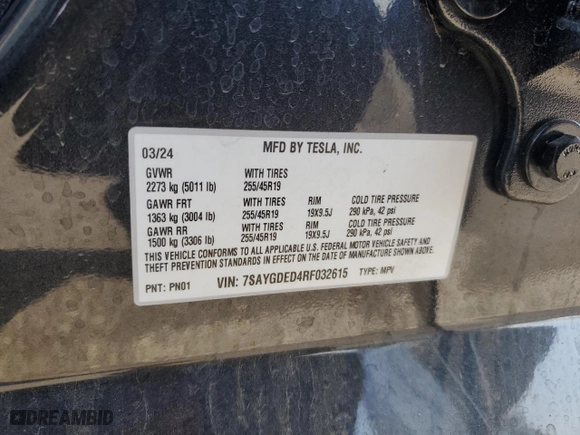 03/24 MFD BY TESLA, INC.
GVWR WITH TIRES
2273 kg (5011 lb) 255/45R19
GAWR FRT WITH TIRES RIM COLD TIRE PRESSURE
1363 kg (3004 lb) 255/45R19 19X9.5J 290 kPa, 42 psi
GAWR RR WITH TIRES RIM COLD TIRE PRESSURE
1500 kg (3306 lb) 255/45R19 19X9.5J 290 kPa, 42 psi
THIS VEHICLE CONFORMS TO ALL APPLICABLE U.S. FEDERAL MOTOR VEHICLE SAFETY AND
THEFT PREVENTION STANDARDS IN EFFECT ON THE DATE OF MANUFACTURE SHOWN ABOVE.
PNT: PN01 VIN: 7SAYGDED4RF032615 TYPE: MPV
DREAMBID